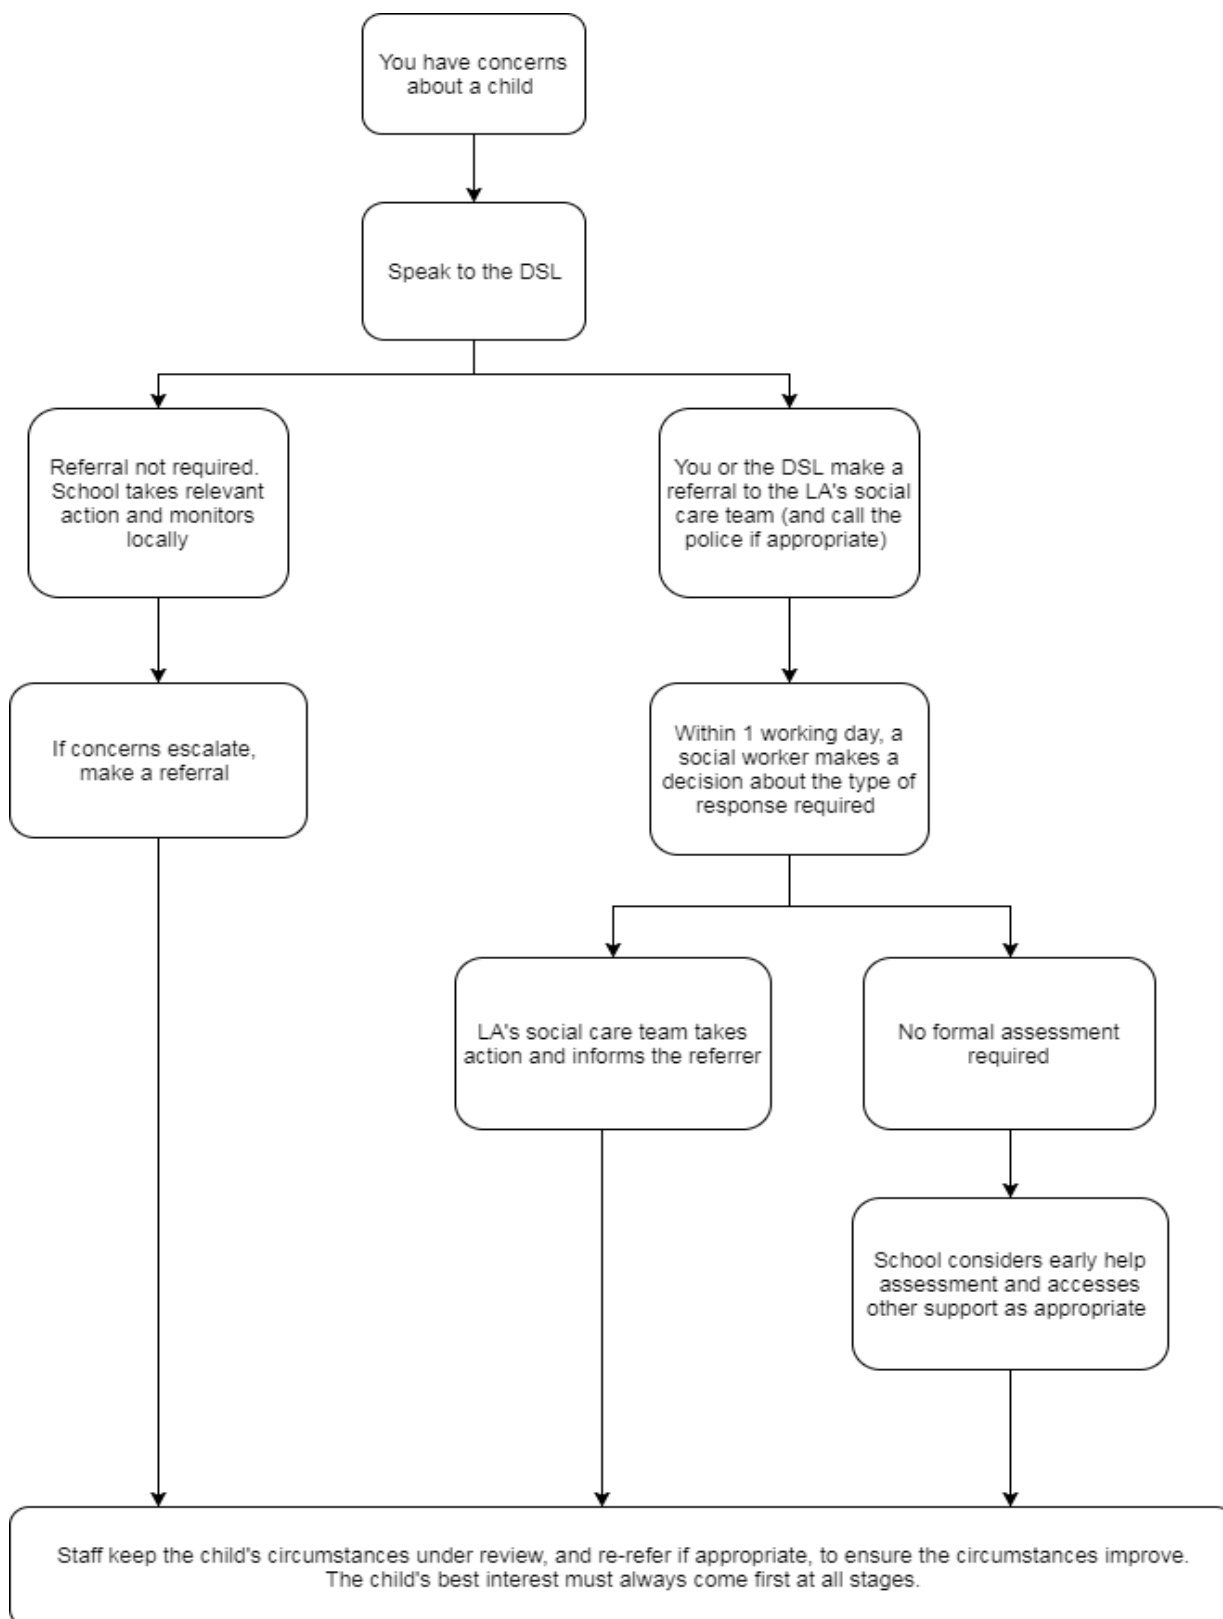 You have concerns
about a child
Speak to the DSL
Referral not required.
School takes relevant
action and monitors
locally
You or the DSL make a
referral to the LA's social
care team (and call the
police if appropriate)
If concerns escalate,
make a referral
Within 1 working day, a
social worker makes a
decision about the type of
response required
LA's social care team takes
action and informs the referrer
No formal assessment
required
School considers early help
assessment and accesses
other support as appropriate
Staff keep the child's circumstances under review, and re-refer if appropriate, to ensure the circumstances improve.
The child's best interest must always come first at all stages.